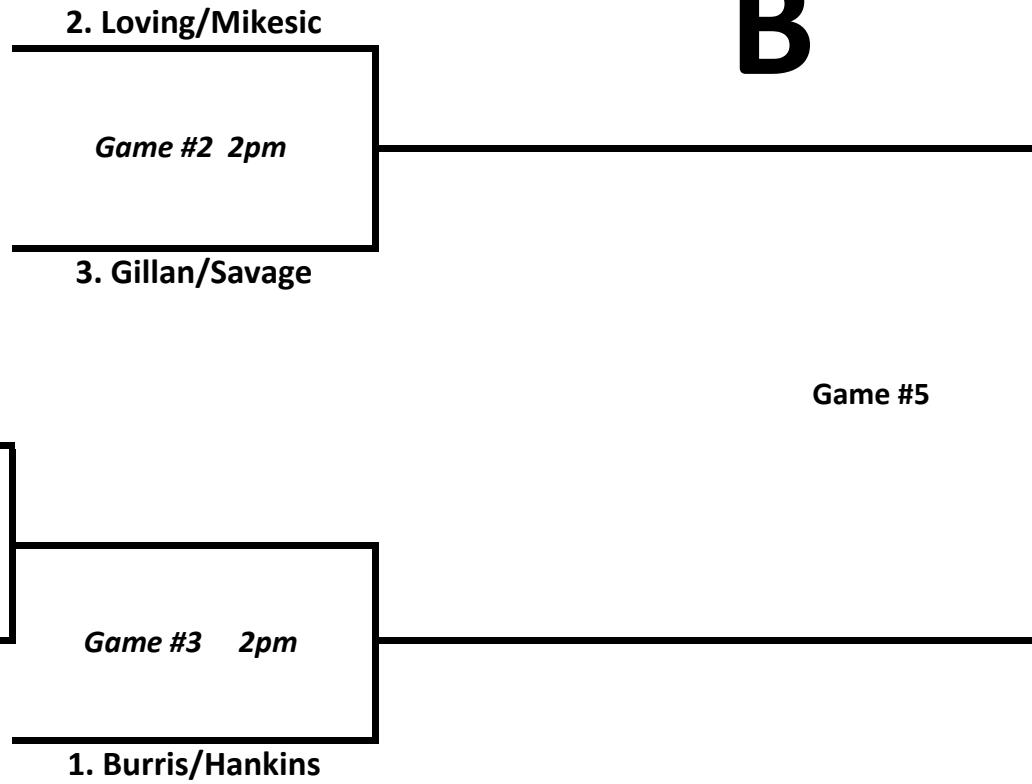 B
2. Loving/Mikesic
Game #2 2pm
3. Gillan/Savage
Game #5
Game #3 2pm
1. Burris/Hankins